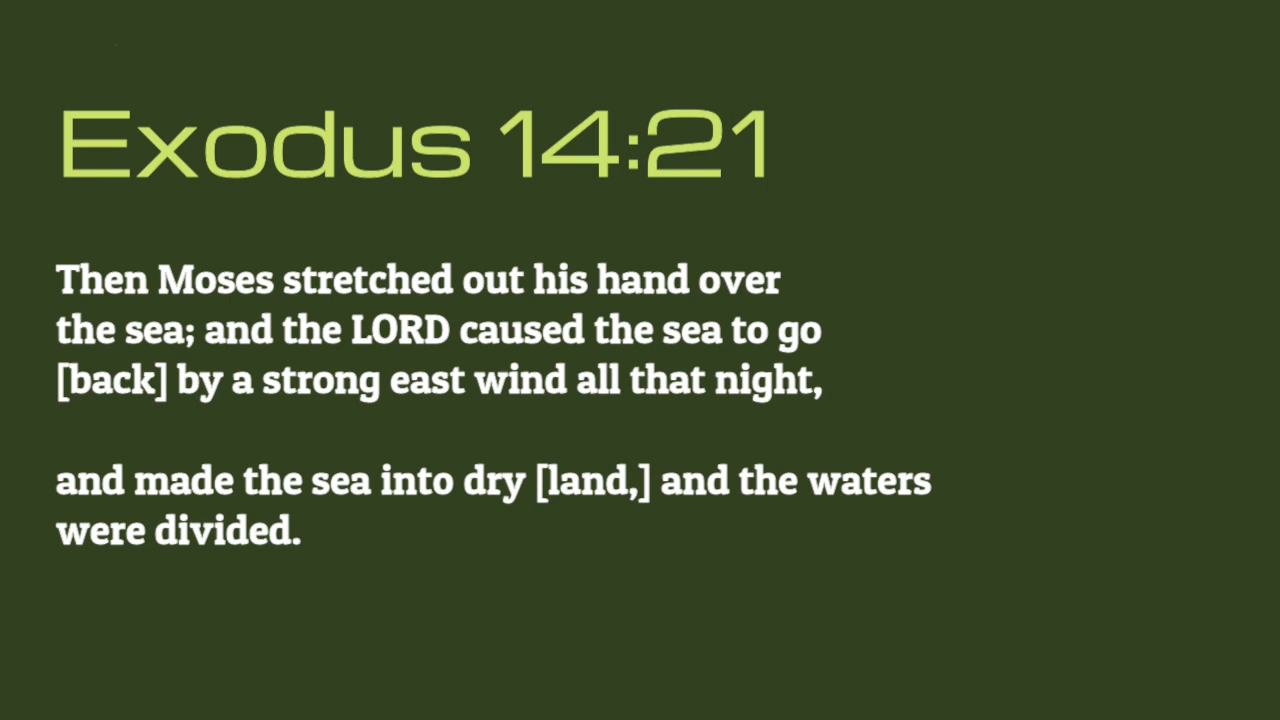 Exodus 14:21
Then Moses stretched out his hand over
the sea; and the LORD caused the sea to go
[back] by a strong east wind all that night,
and made the sea into dry [land,] and the waters
were divided.